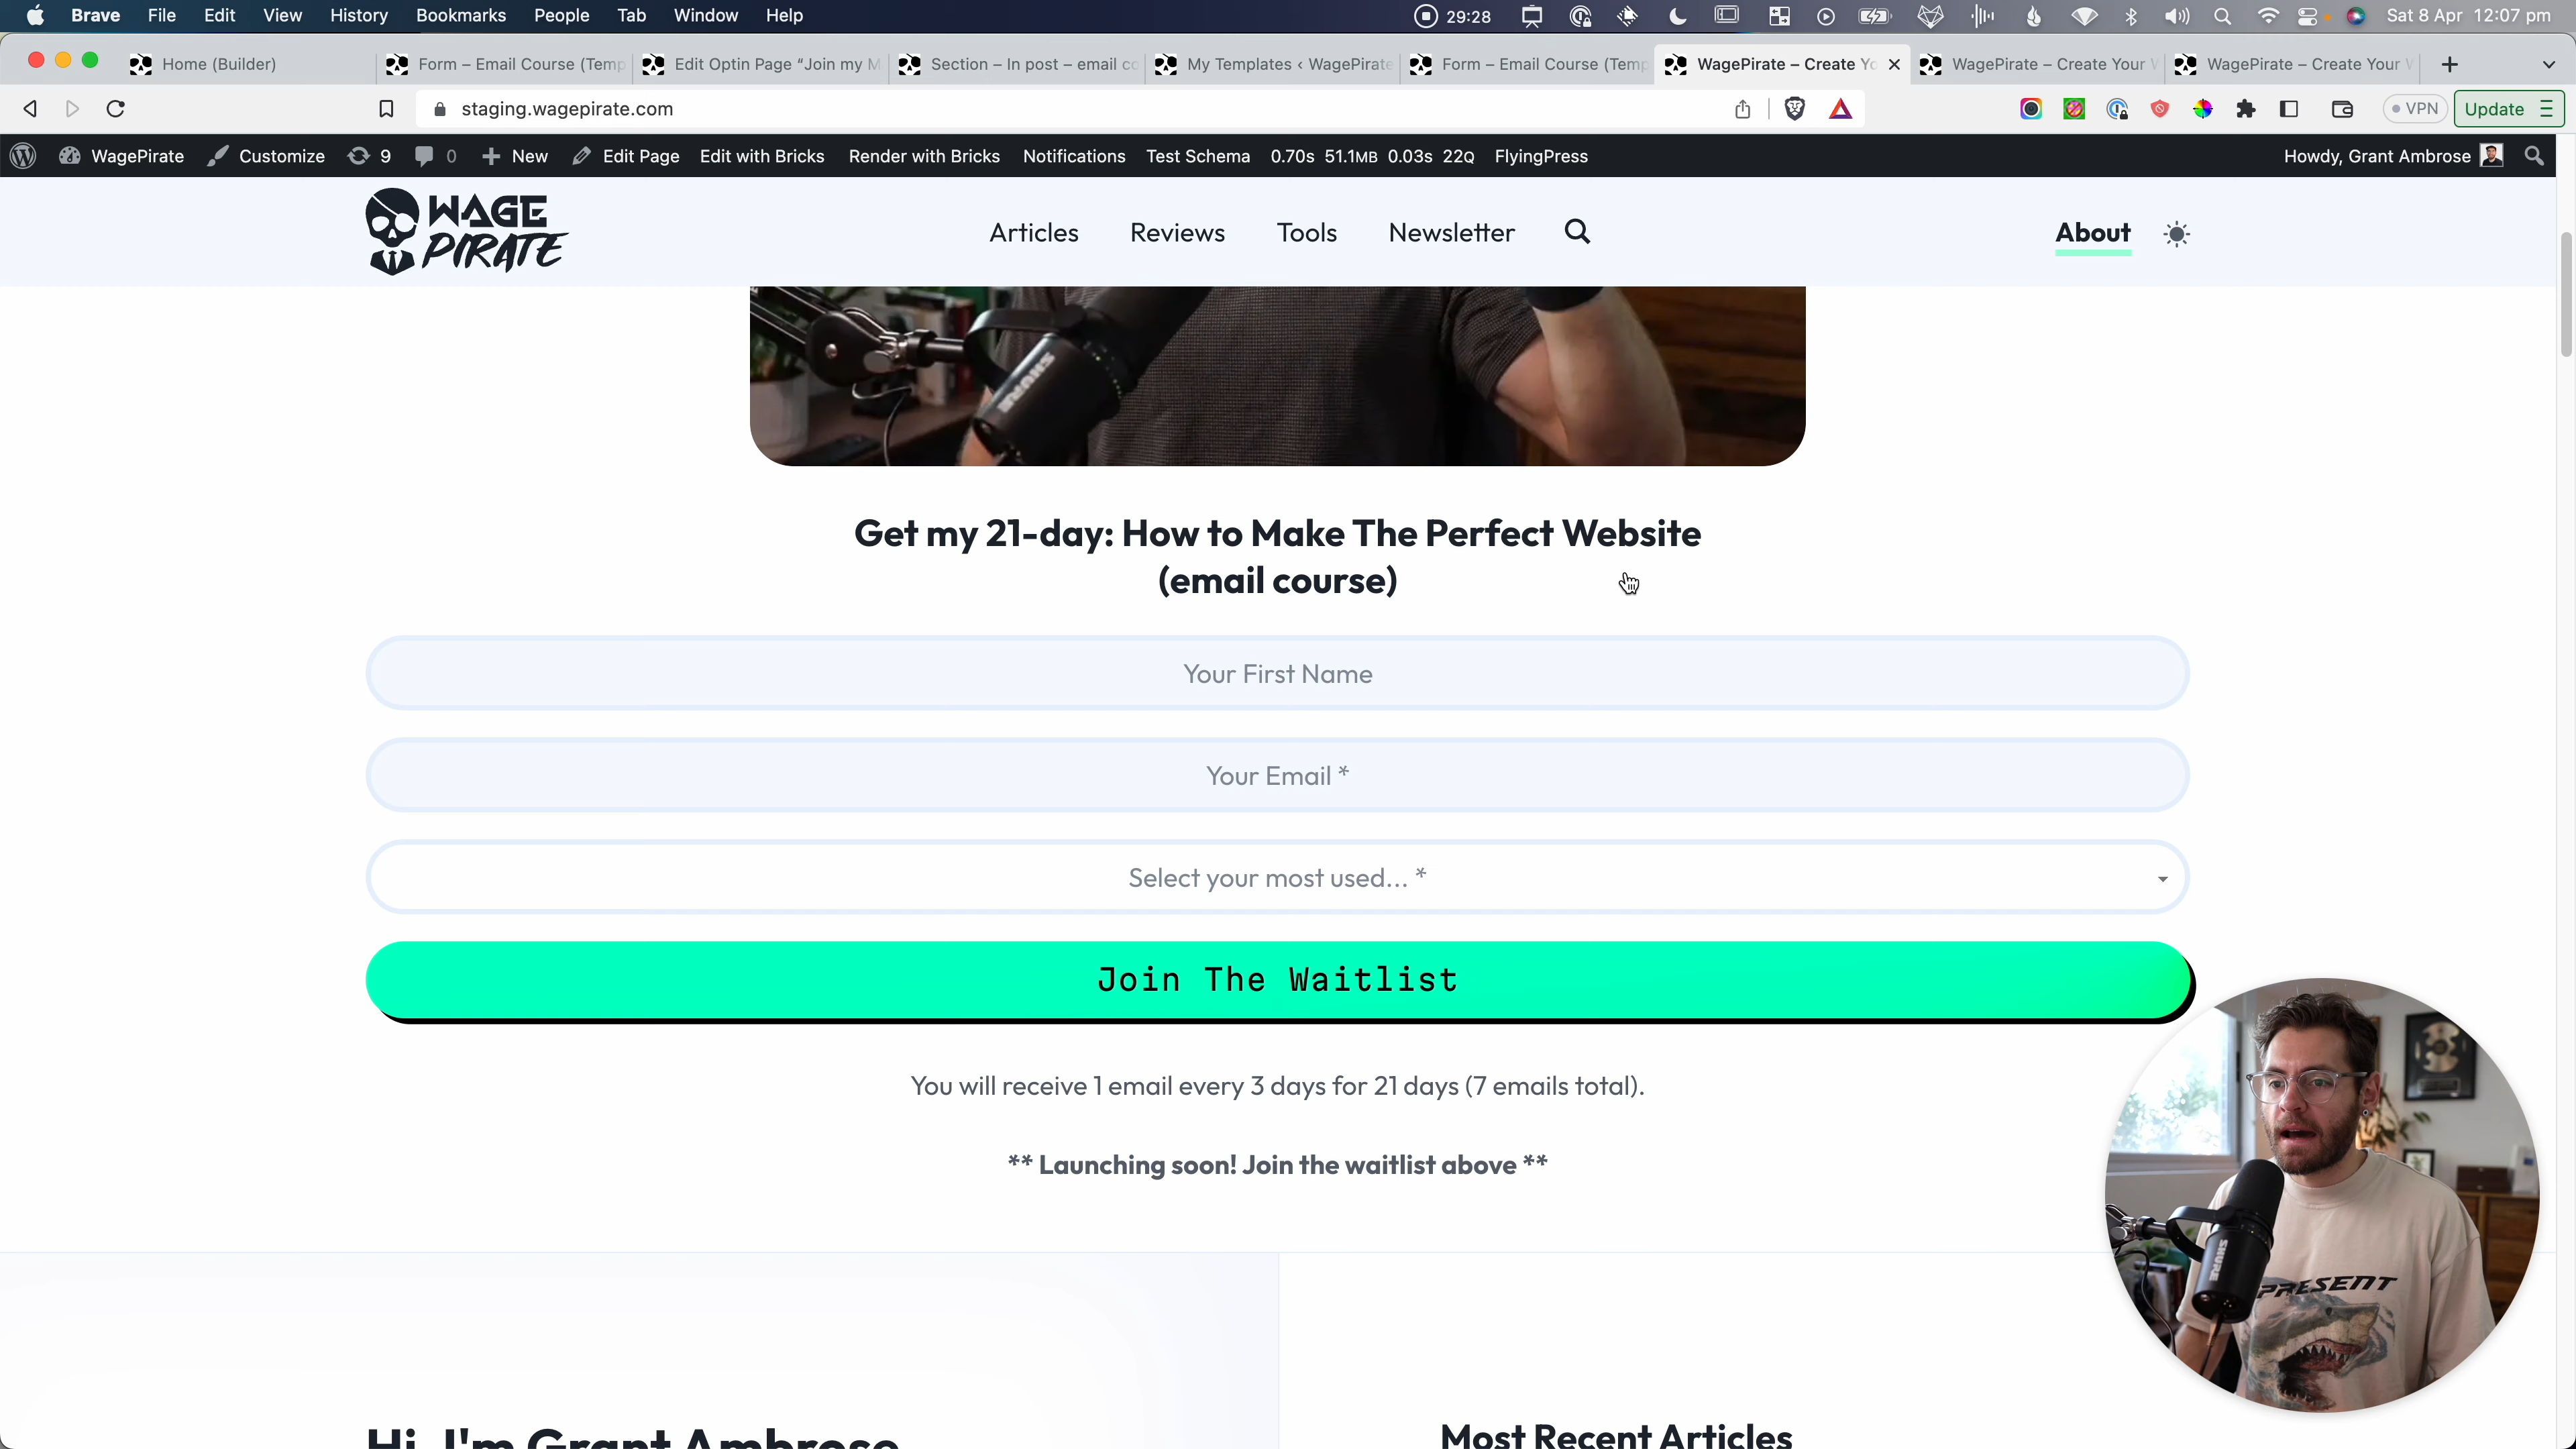 Brave File Edit View History Bookmarks People Tab Window Help 29:28 Sat 8 Apr 12:07 pm
Home (Builder) Form – Email Course (Temp Edit Optin Page “Join my M Section – In post – email co My Templates ‹ WagePirate Form – Email Course (Temp WagePirate – Create Yo WagePirate – Create Your W WagePirate – Create Your W
staging.wagepirate.com VPN Update
WagePirate Customize 9 0 New Edit Page Edit with Bricks Render with Bricks Notifications Test Schema 0.70s 51.1MB 0.03s 22Q FlyingPress Howdy, Grant Ambrose
WAGE
PIRATE
Articles Reviews Tools Newsletter About
SHURE
Get my 21-day: How to Make The Perfect Website
(email course)
Your First Name
Your Email *
Select your most used... *
Join The Waitlist
You will receive 1 email every 3 days for 21 days (7 emails total).
** Launching soon! Join the waitlist above **
SHURE
PRESENT
Hi, I'm Grant Ambrose
Most Recent Articles